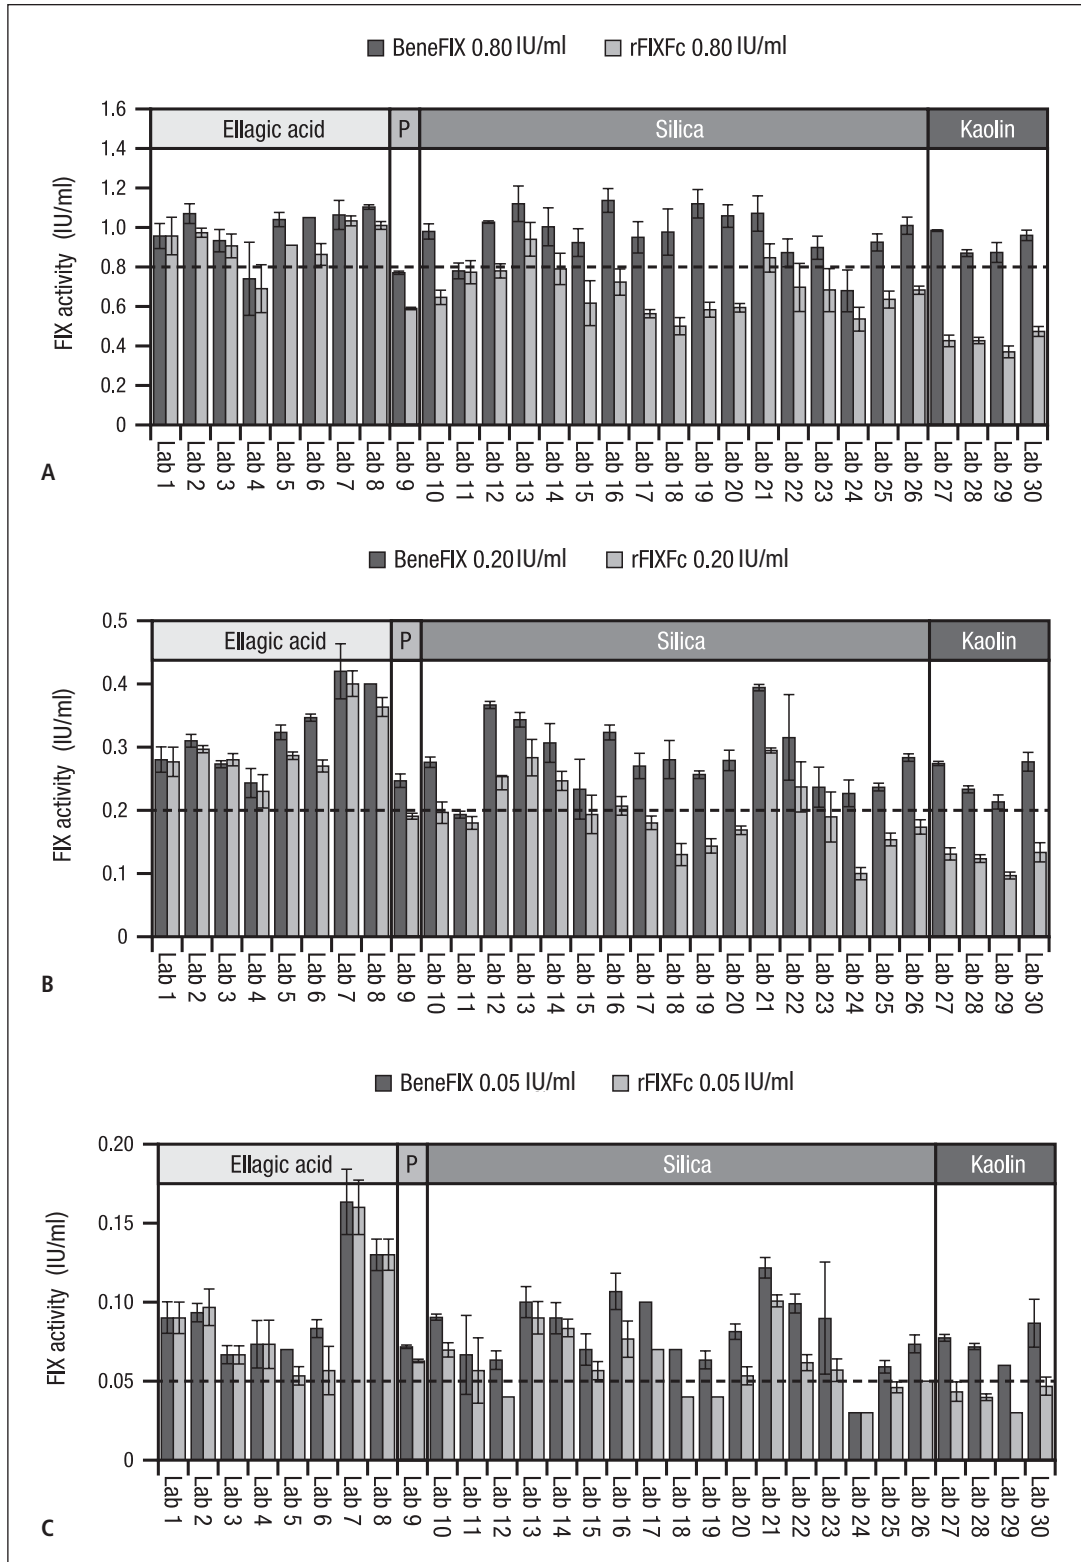 BeneFIX 0.80 IU/ml rFIXFc 0.80 IU/ml
1.6
1.4
1.2
1.0
0.8
0.6
0.4
0.2
0
FIX activity (IU/ml)
Ellagic acid P Silica Kaolin
Lab 1 Lab 2 Lab 3 Lab 4 Lab 5 Lab 6 Lab 7 Lab 8 Lab 9 Lab 10 Lab 11 Lab 12 Lab 13 Lab 14 Lab 15 Lab 16 Lab 17 Lab 18 Lab 19 Lab 20 Lab 21 Lab 22 Lab 23 Lab 24 Lab 25 Lab 26 Lab 27 Lab 28 Lab 29 Lab 30
A
BeneFIX 0.20 IU/ml rFIXFc 0.20 IU/ml
0.5
0.4
0.3
0.2
0.1
0
FIX activity (IU/ml)
Ellagic acid P Silica Kaolin
Lab 1 Lab 2 Lab 3 Lab 4 Lab 5 Lab 6 Lab 7 Lab 8 Lab 9 Lab 10 Lab 11 Lab 12 Lab 13 Lab 14 Lab 15 Lab 16 Lab 17 Lab 18 Lab 19 Lab 20 Lab 21 Lab 22 Lab 23 Lab 24 Lab 25 Lab 26 Lab 27 Lab 28 Lab 29 Lab 30
B
BeneFIX 0.05 IU/ml rFIXFc 0.05 IU/ml
0.20
0.15
0.10
0.05
0
FIX activity (IU/ml)
Ellagic acid P Silica Kaolin
Lab 1 Lab 2 Lab 3 Lab 4 Lab 5 Lab 6 Lab 7 Lab 8 Lab 9 Lab 10 Lab 11 Lab 12 Lab 13 Lab 14 Lab 15 Lab 16 Lab 17 Lab 18 Lab 19 Lab 20 Lab 21 Lab 22 Lab 23 Lab 24 Lab 25 Lab 26 Lab 27 Lab 28 Lab 29 Lab 30
C